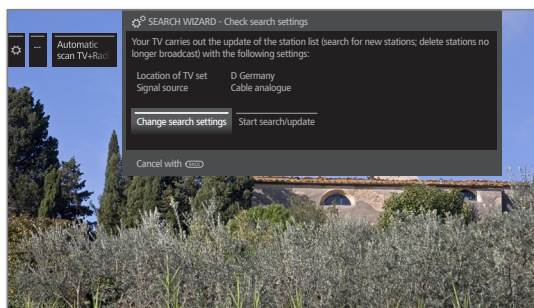 SEARCH WIZARD - Check search settings
...
Automatic
scan TV+Radi
Your TV carries out the update of the station list (search for new stations; delete stations no
longer broadcast) with the following settings:
Location of TV set D Germany
Signal source Cable analogue
Change search settings Start search/update
Cancel with